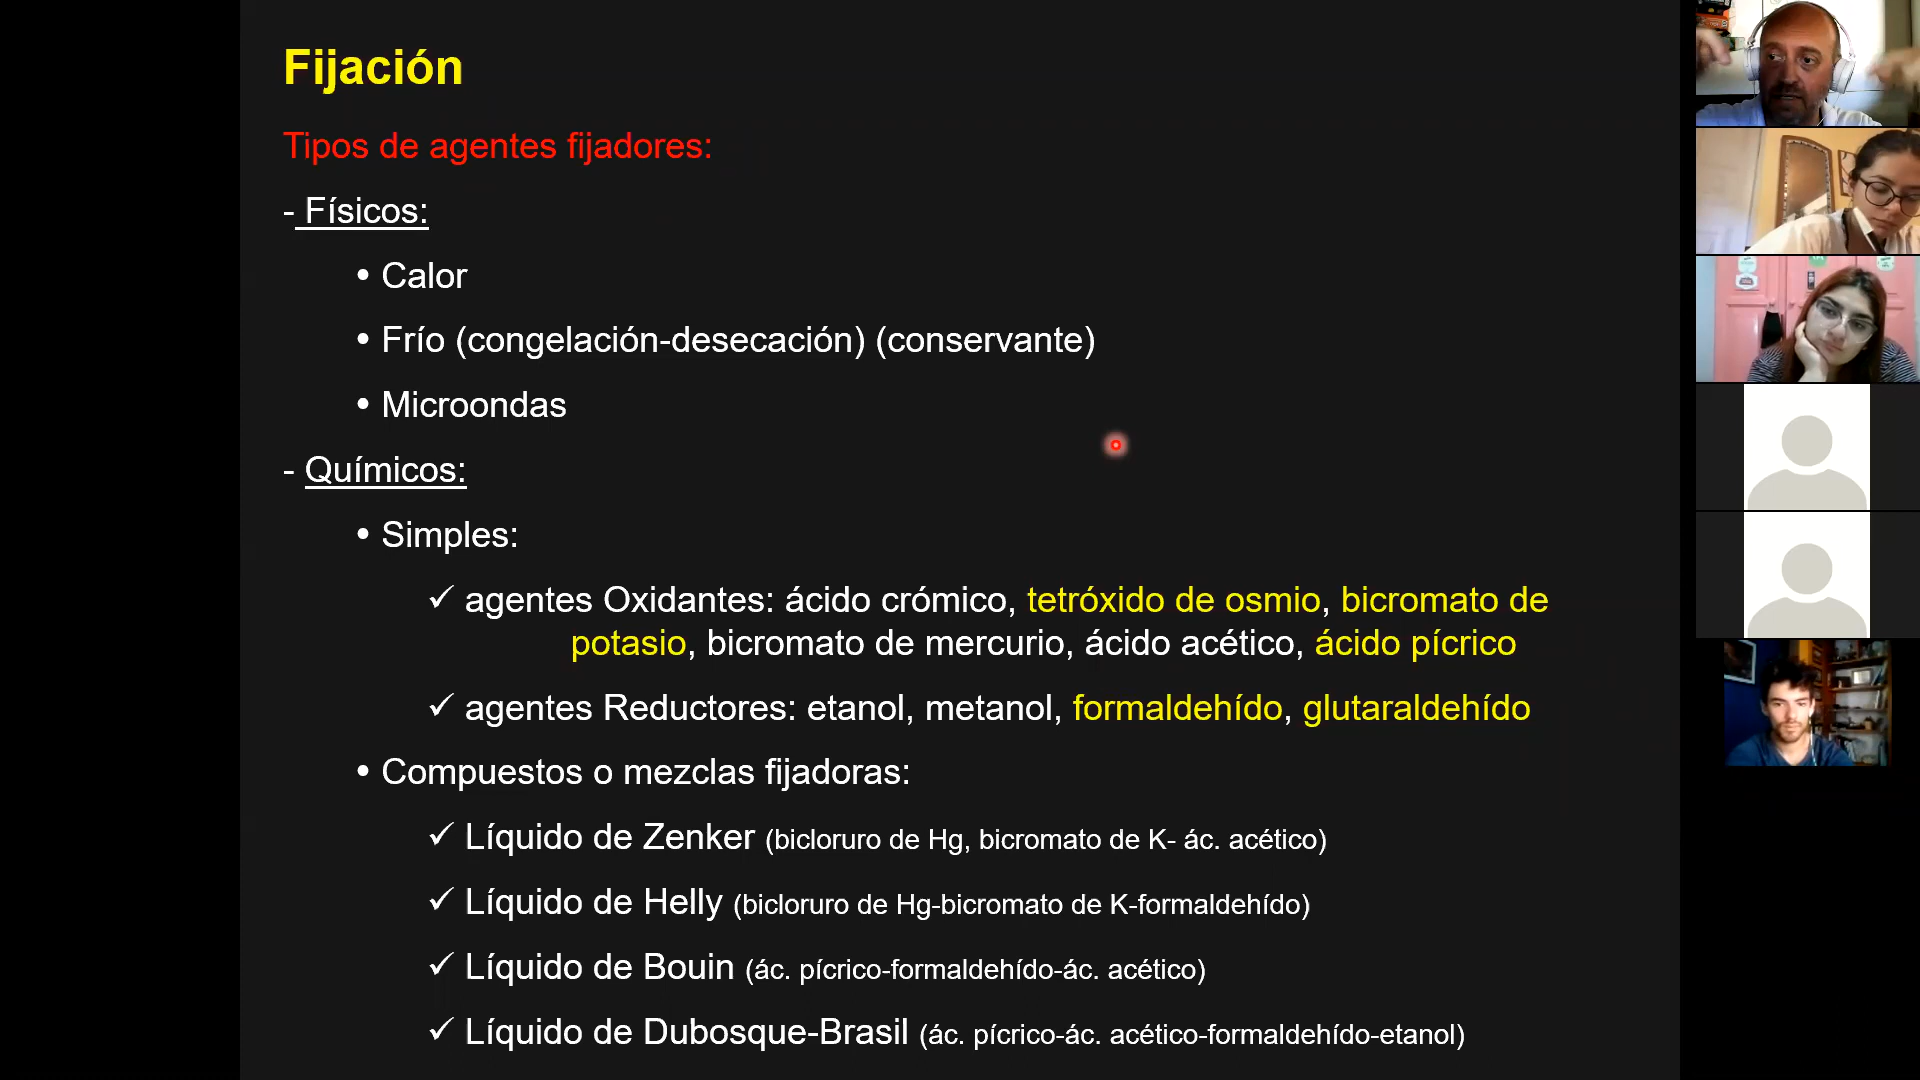 Fijación
Tipos de agentes fijadores:
- Físicos:
• Calor
• Frío (congelación-desecación) (conservante)
• Microondas
- Químicos:
• Simples:
✓ agentes Oxidantes: ácido crómico, tetróxido de osmio, bicromato de
potasio, bicromato de mercurio, ácido acético, ácido pícrico
✓ agentes Reductores: etanol, metanol, formaldehído, glutaraldehído
• Compuestos o mezclas fijadoras:
✓ Líquido de Zenker (bicloruro de Hg, bicromato de K- ác. acético)
✓ Líquido de Helly (bicloruro de Hg-bicromato de K-formaldehído)
✓ Líquido de Bouin (ác. pícrico-formaldehído-ác. acético)
✓ Líquido de Dubosque-Brasil (ác. pícrico-ác. acético-formaldehído-etanol)